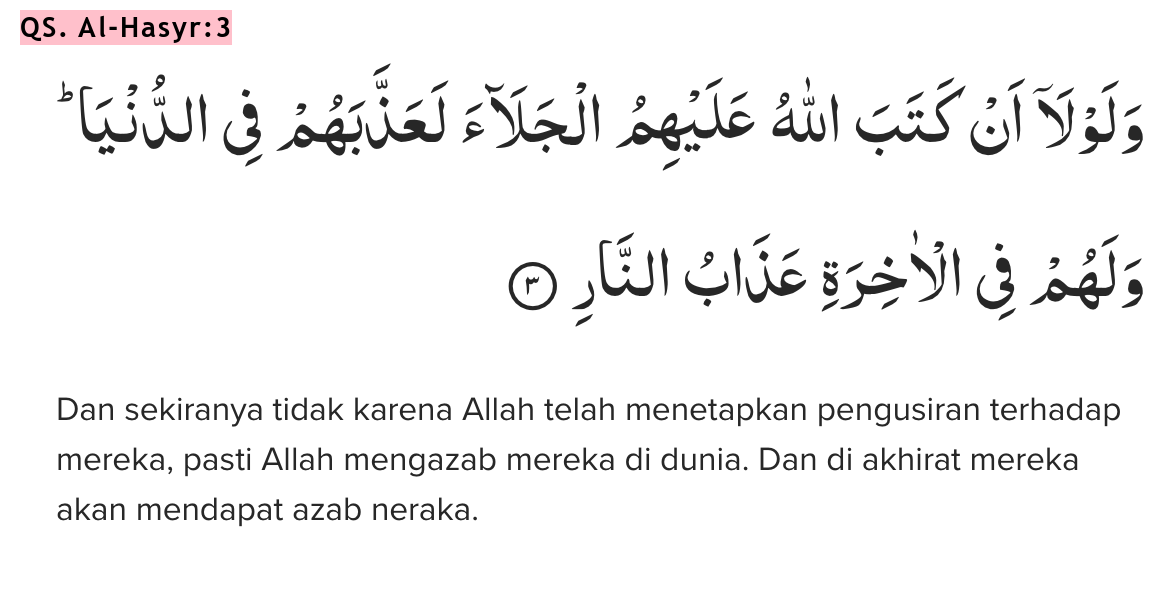 QS. Al-Hasyr:3
وَلَوْلَآ اَنْ كَتَبَ اللّٰهُ عَلَيْهِمُ الْجَلَاۤءَ لَعَذَّبَهُمْ فِى الدُّنْيَاۗ
وَلَهُمْ فِى الْاٰخِرَةِ عَذَابُ النَّارِ ٣
Dan sekiranya tidak karena Allah telah menetapkan pengusiran terhadap
mereka, pasti Allah mengazab mereka di dunia. Dan di akhirat mereka
akan mendapat azab neraka.